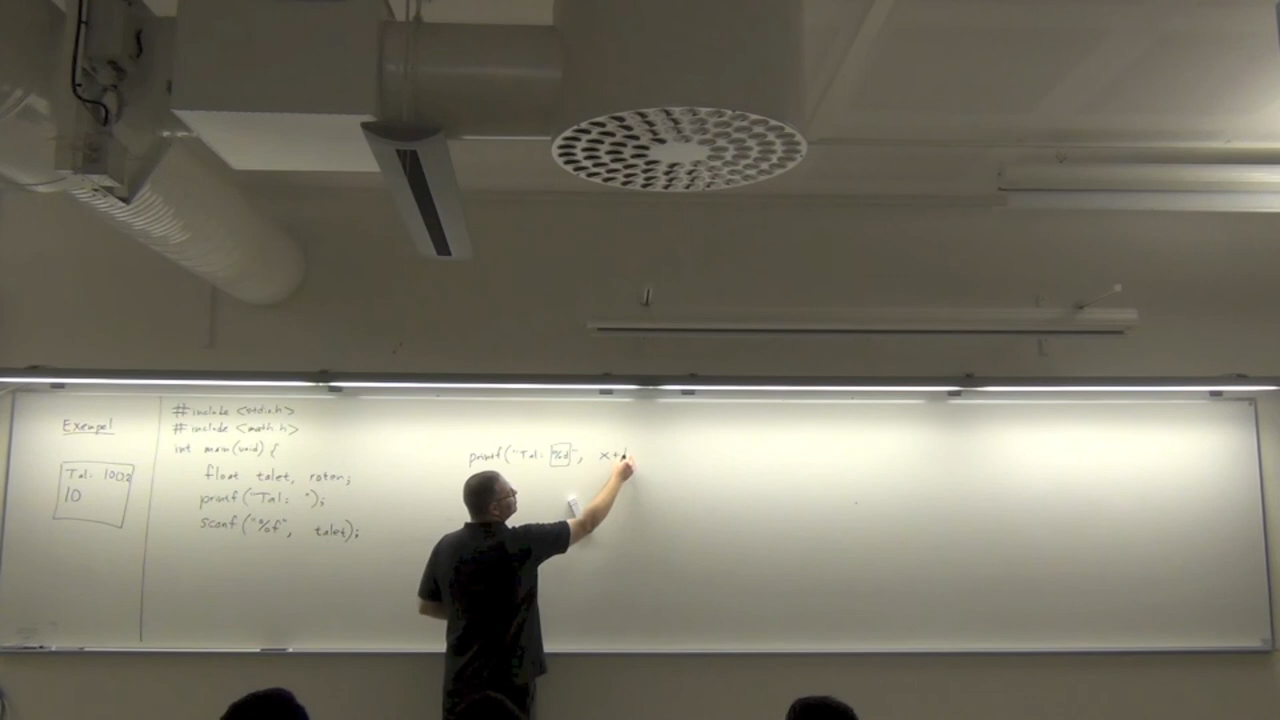 Exempel
Tal: 100
10
#include <stdio.h>
#include <math.h>
int main(void) {
float talet, roten;
printf("Tal: ");
scanf("%f", talet);
printf("Tal: %d", x+